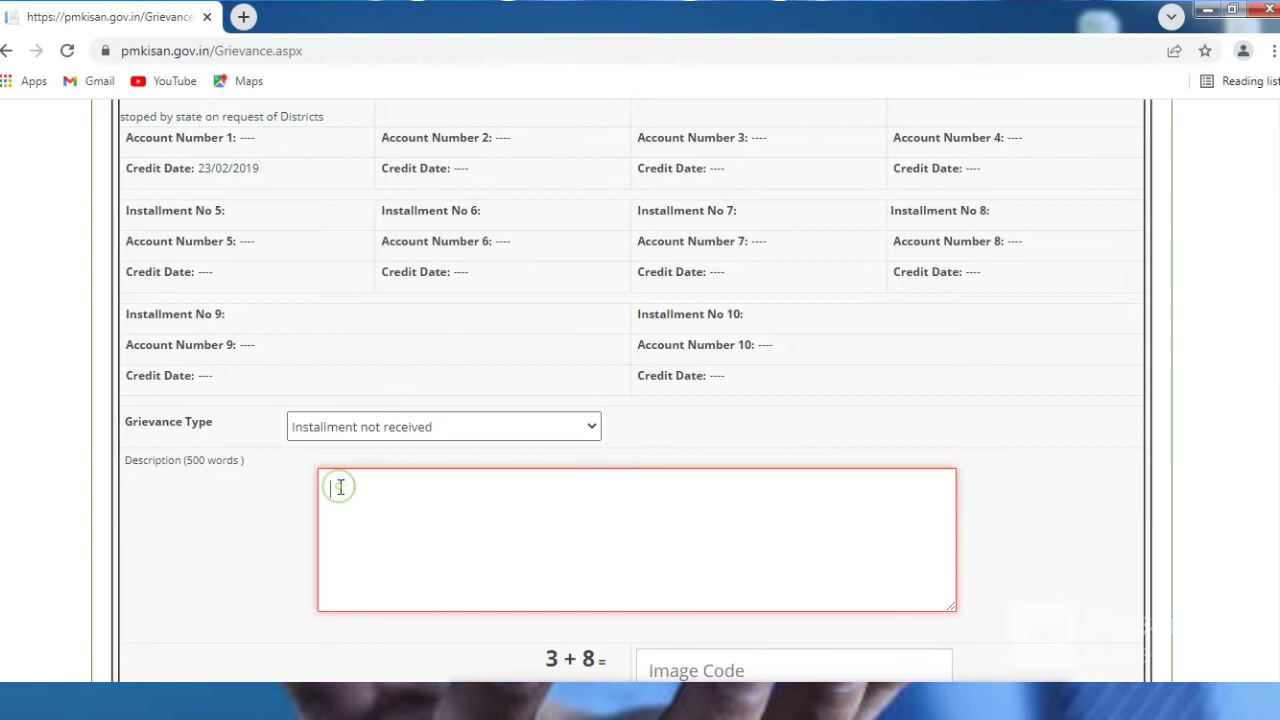 https://pmkisan.gov.in/Grievance
pmkisan.gov.in/Grievance.aspx
Apps Gmail YouTube Maps Reading list
stoped by state on request of Districts
Account Number 1: ---- Account Number 2: ---- Account Number 3: ---- Account Number 4: ----
Credit Date: 23/02/2019 Credit Date: ---- Credit Date: ---- Credit Date: ----
Installment No 5: Installment No 6: Installment No 7: Installment No 8:
Account Number 5: ---- Account Number 6: ---- Account Number 7: ---- Account Number 8: ----
Credit Date: ---- Credit Date: ---- Credit Date: ---- Credit Date: ----
Installment No 9: Installment No 10:
Account Number 9: ---- Account Number 10: ----
Credit Date: ---- Credit Date: ----
Grievance Type Installment not received
Description (500 words )
3 + 8 = Image Code